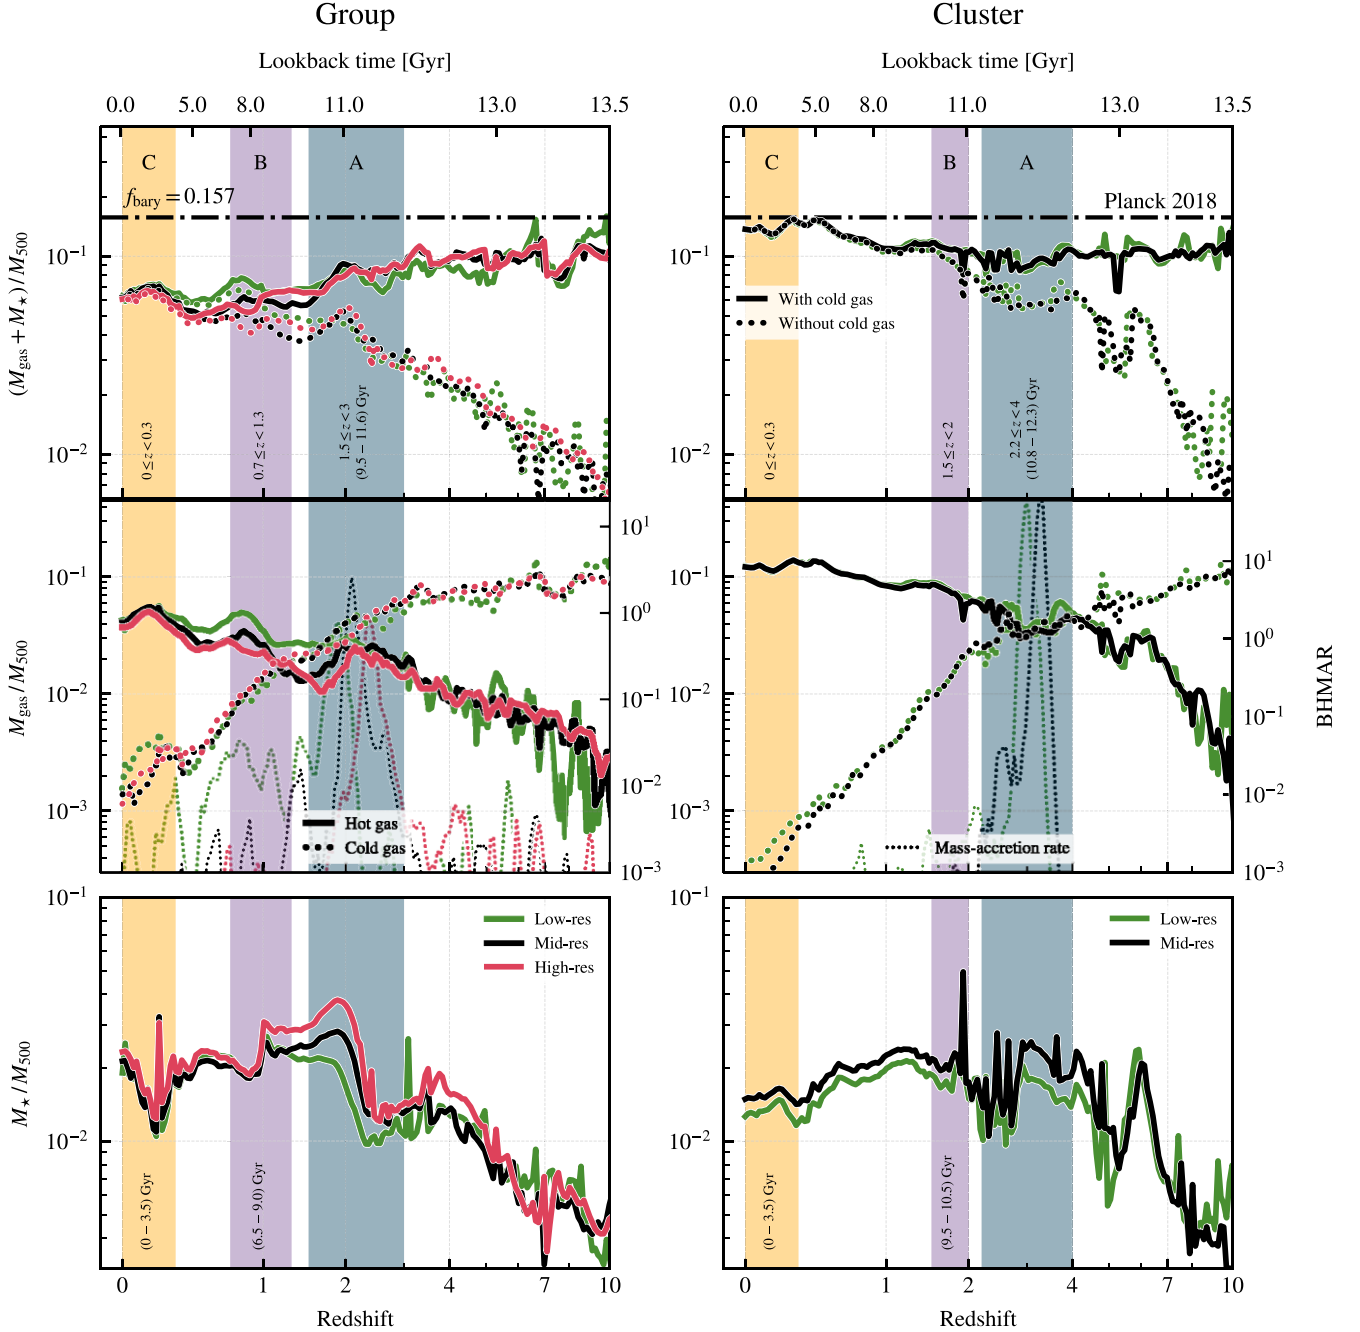 Group
Cluster
Lookback time [Gyr]
Lookback time [Gyr]
0.0 5.0 8.0 11.0 13.0 13.5
0.0 5.0 8.0 11.0 13.0 13.5
C B A
C B A
f_bary = 0.157
Planck 2018
(M_gas + M_⋆) / M_500
10^{-1}
10^{-2}
10^{-1}
10^{-2}
With cold gas
Without cold gas
0 ≤ z < 0.3
0.7 ≤ z < 1.3
1.5 ≤ z < 3
(9.5 − 11.6) Gyr
0 ≤ z < 0.3
1.5 ≤ z < 2
2.2 ≤ z < 4
(10.8 − 12.3) Gyr
M_gas / M_500
10^{-1}
10^{-2}
10^{-3}
10^{1}
10^{0}
10^{-1}
10^{-2}
10^{-3}
Hot gas
Cold gas
10^{-1}
10^{-2}
10^{-3}
10^{1}
10^{0}
10^{-1}
10^{-2}
10^{-3}
BHMAR
Mass-accretion rate
M_⋆ / M_500
10^{-1}
10^{-2}
Low-res
Mid-res
High-res
(0 − 3.5) Gyr
(6.5 − 9.0) Gyr
10^{-1}
10^{-2}
Low-res
Mid-res
(0 − 3.5) Gyr
(9.5 − 10.5) Gyr
0 1 2 4 7 10
0 1 2 4 7 10
Redshift
Redshift